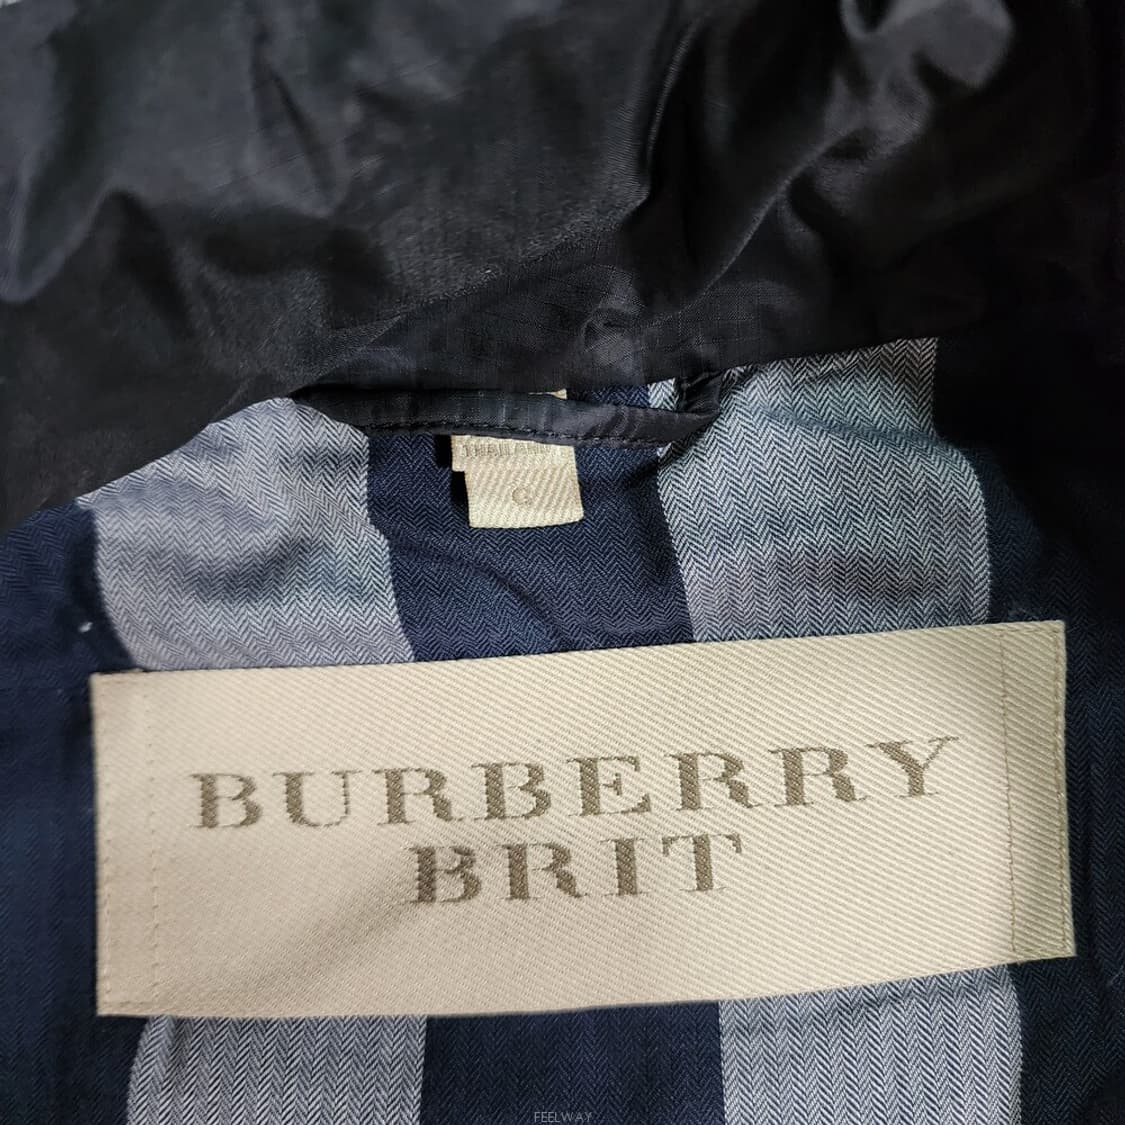 THAILAND
G
BURBERRY
BRIT
FEELWAY